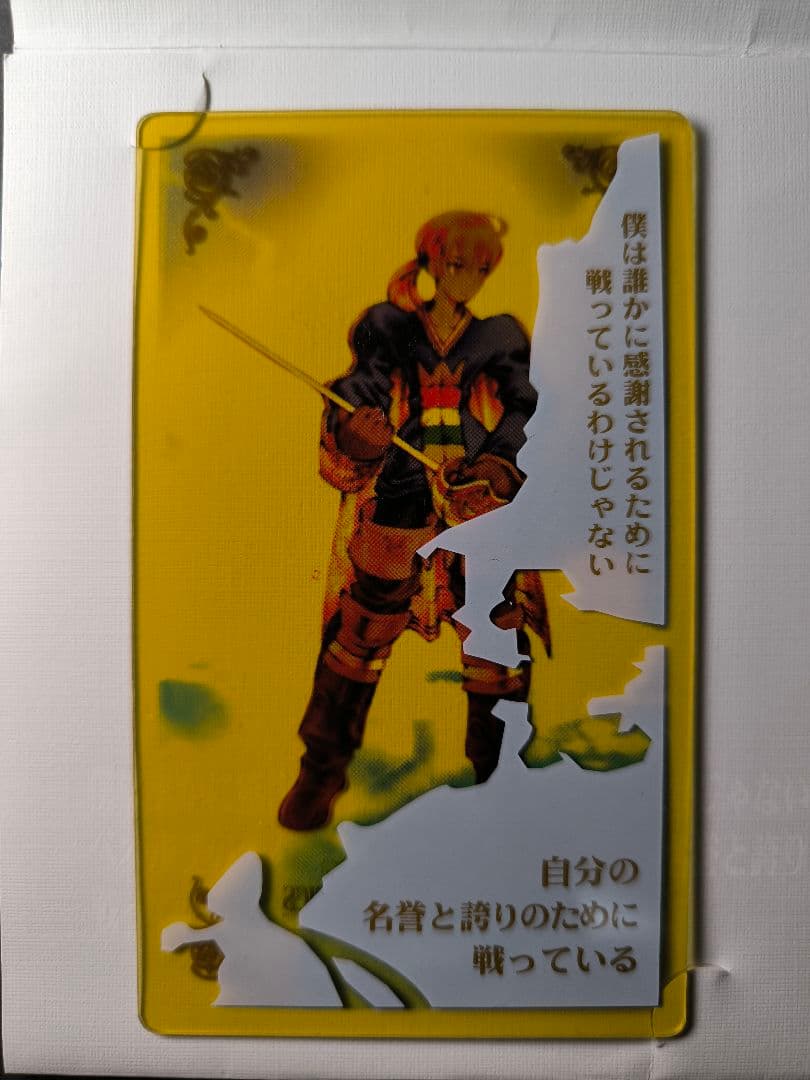 僕は誰かに感謝されるために
戦っているわけじゃない
自分の
名誉と誇りのために
戦っている